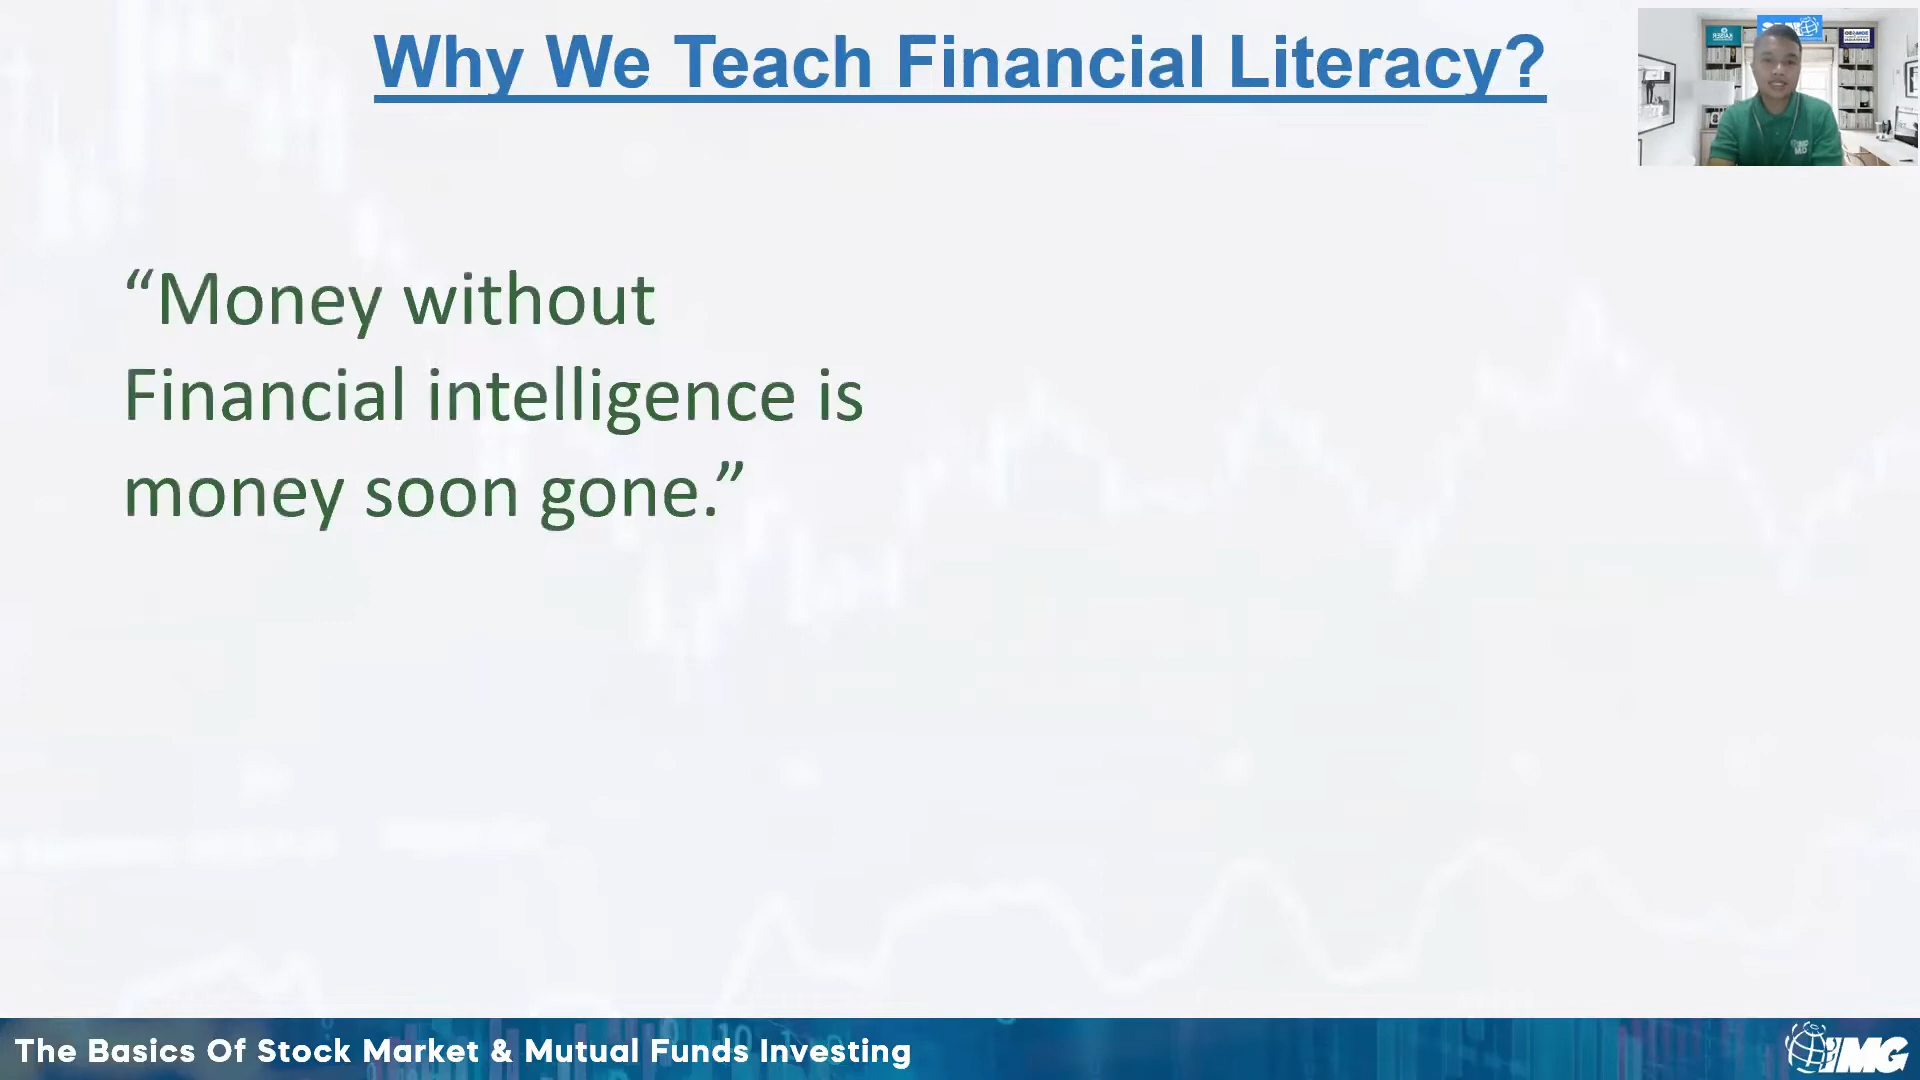 Why We Teach Financial Literacy?
“Money without
Financial intelligence is
money soon gone.”
The Basics Of Stock Market & Mutual Funds Investing
IMG